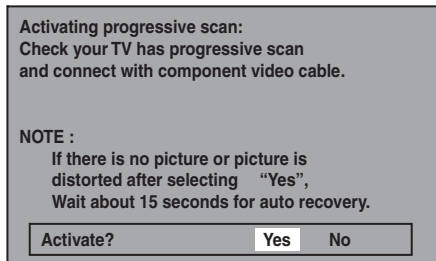 Activating progressive scan:
Check your TV has progressive scan
and connect with component video cable.
NOTE :
If there is no picture or picture is
distorted after selecting “Yes”,
Wait about 15 seconds for auto recovery.
Activate? Yes No